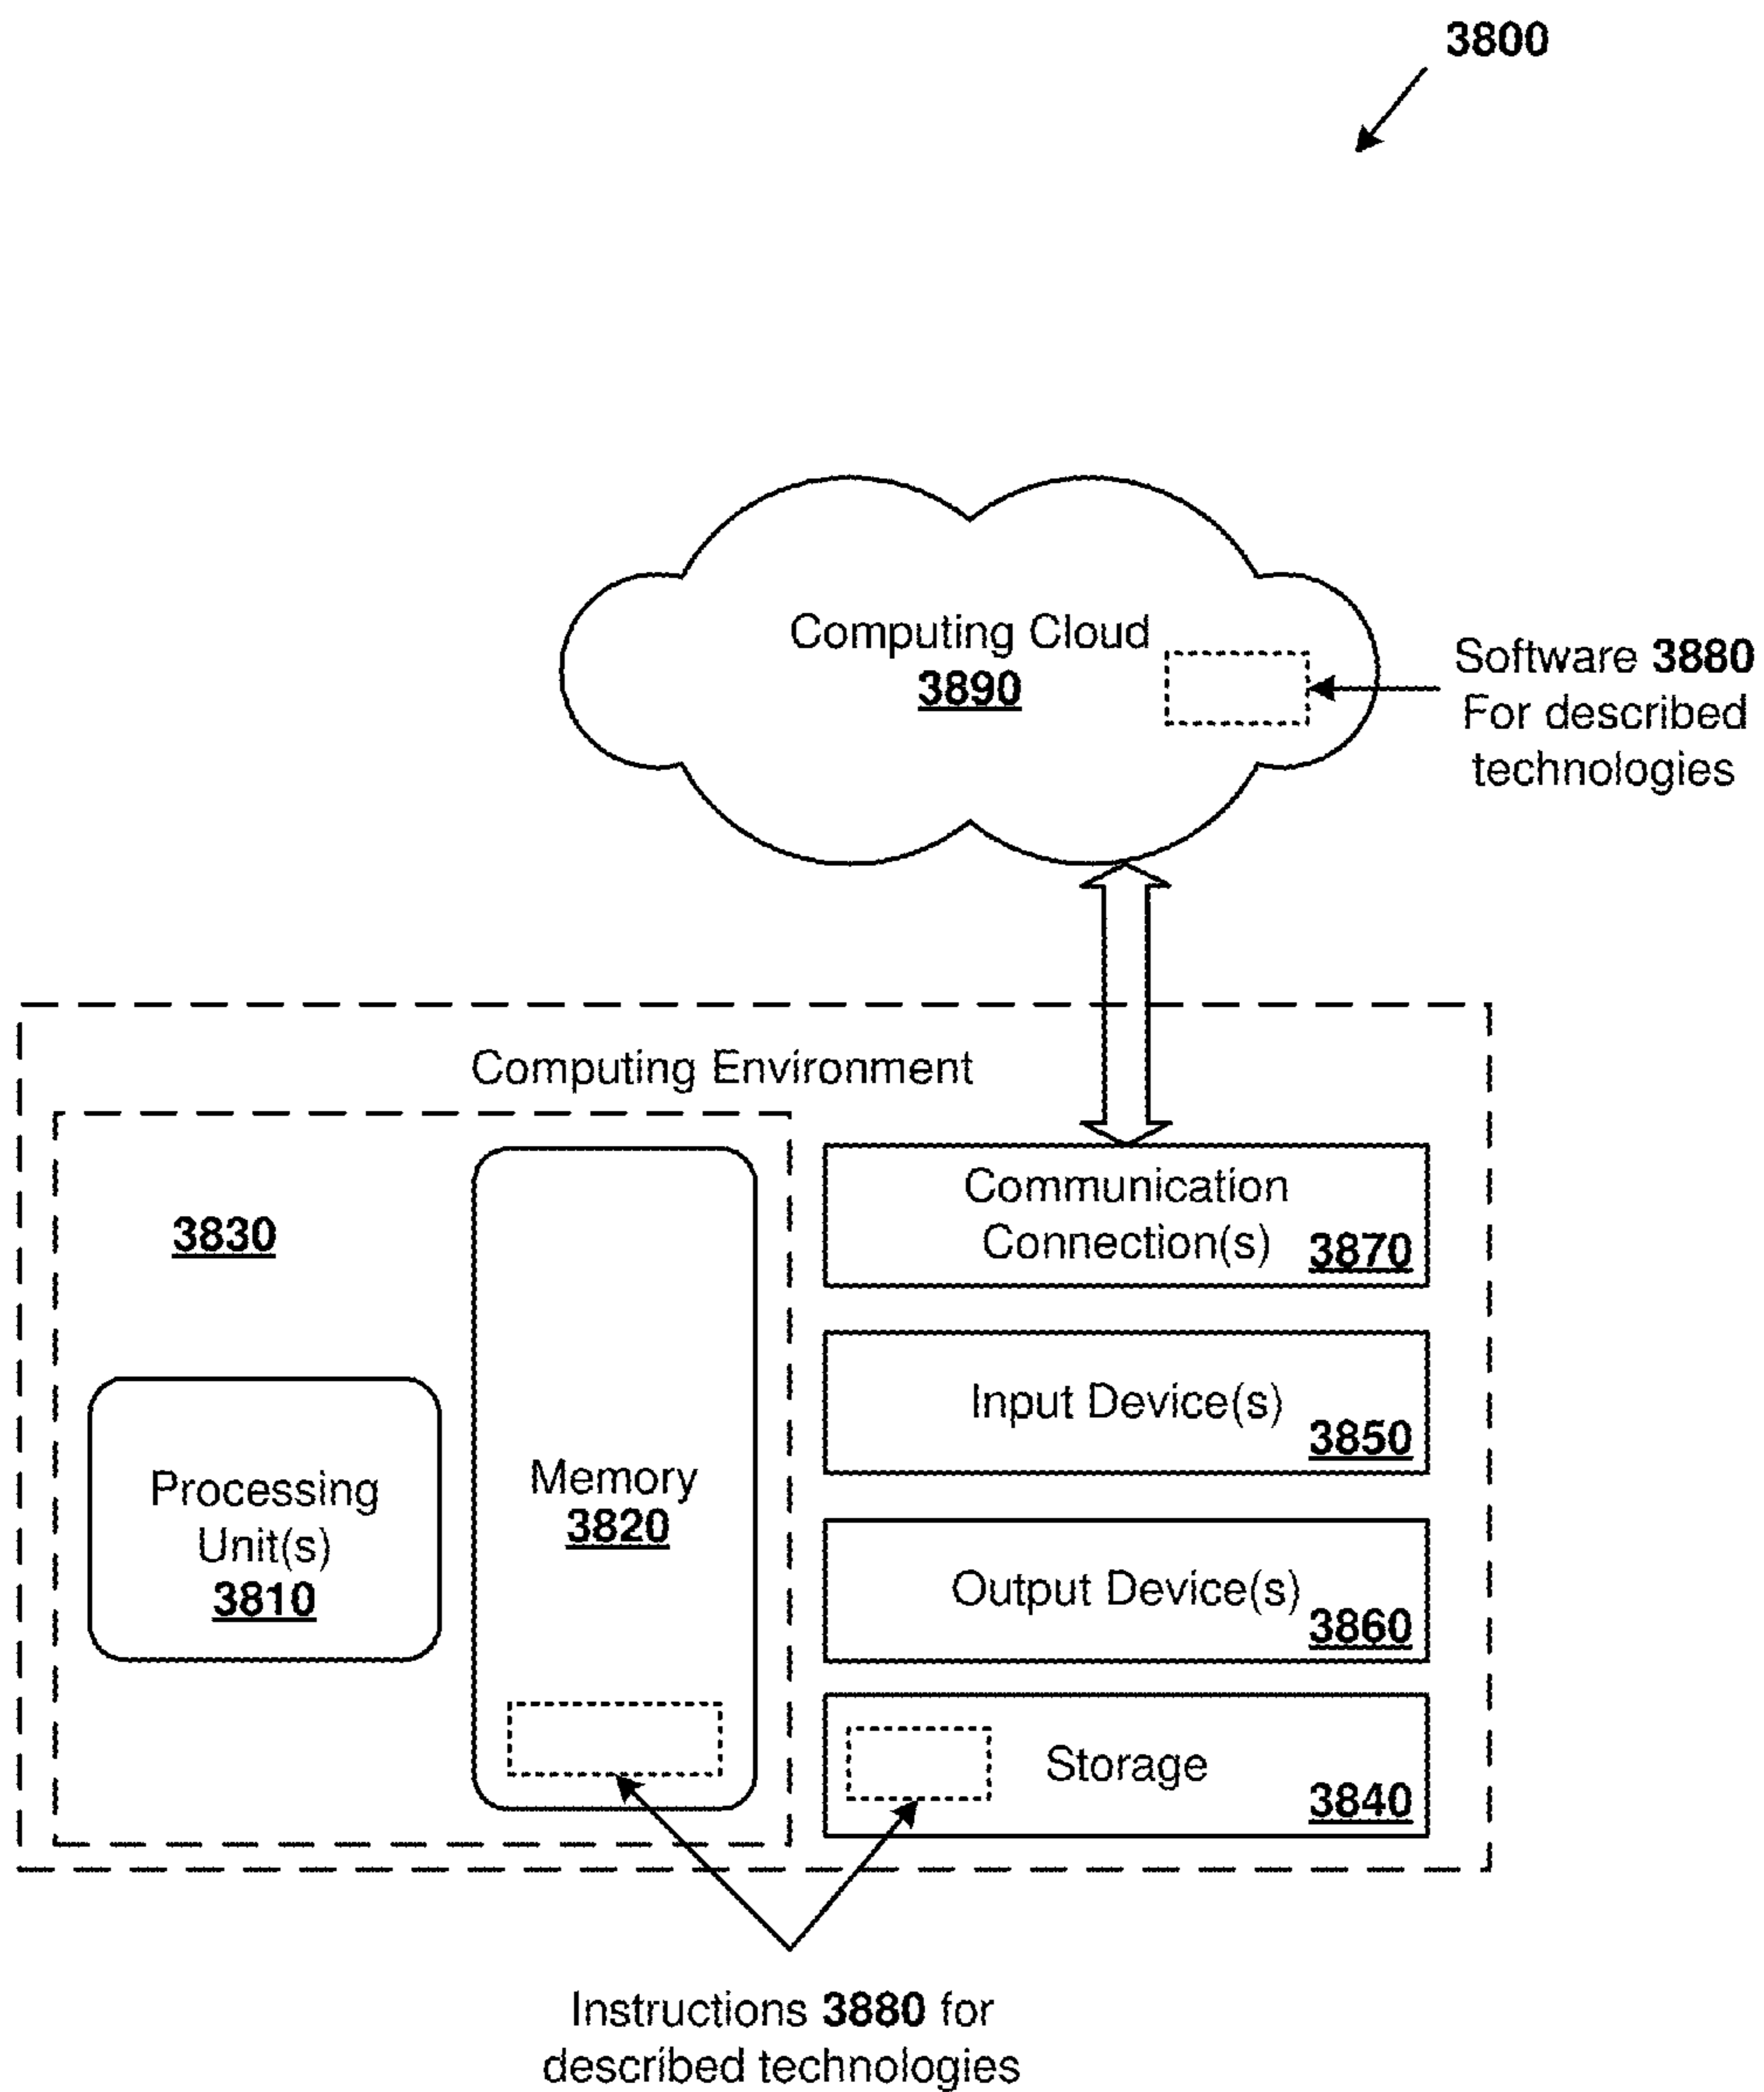 3800
Computing Cloud
3890
Software 3880
For described
technologies
Computing Environment
3830
Processing
Unit(s)
3810
Memory
3820
Communication
Connection(s) 3870
Input Device(s)
3850
Output Device(s)
3860
Storage
3840
Instructions 3880 for
described technologies